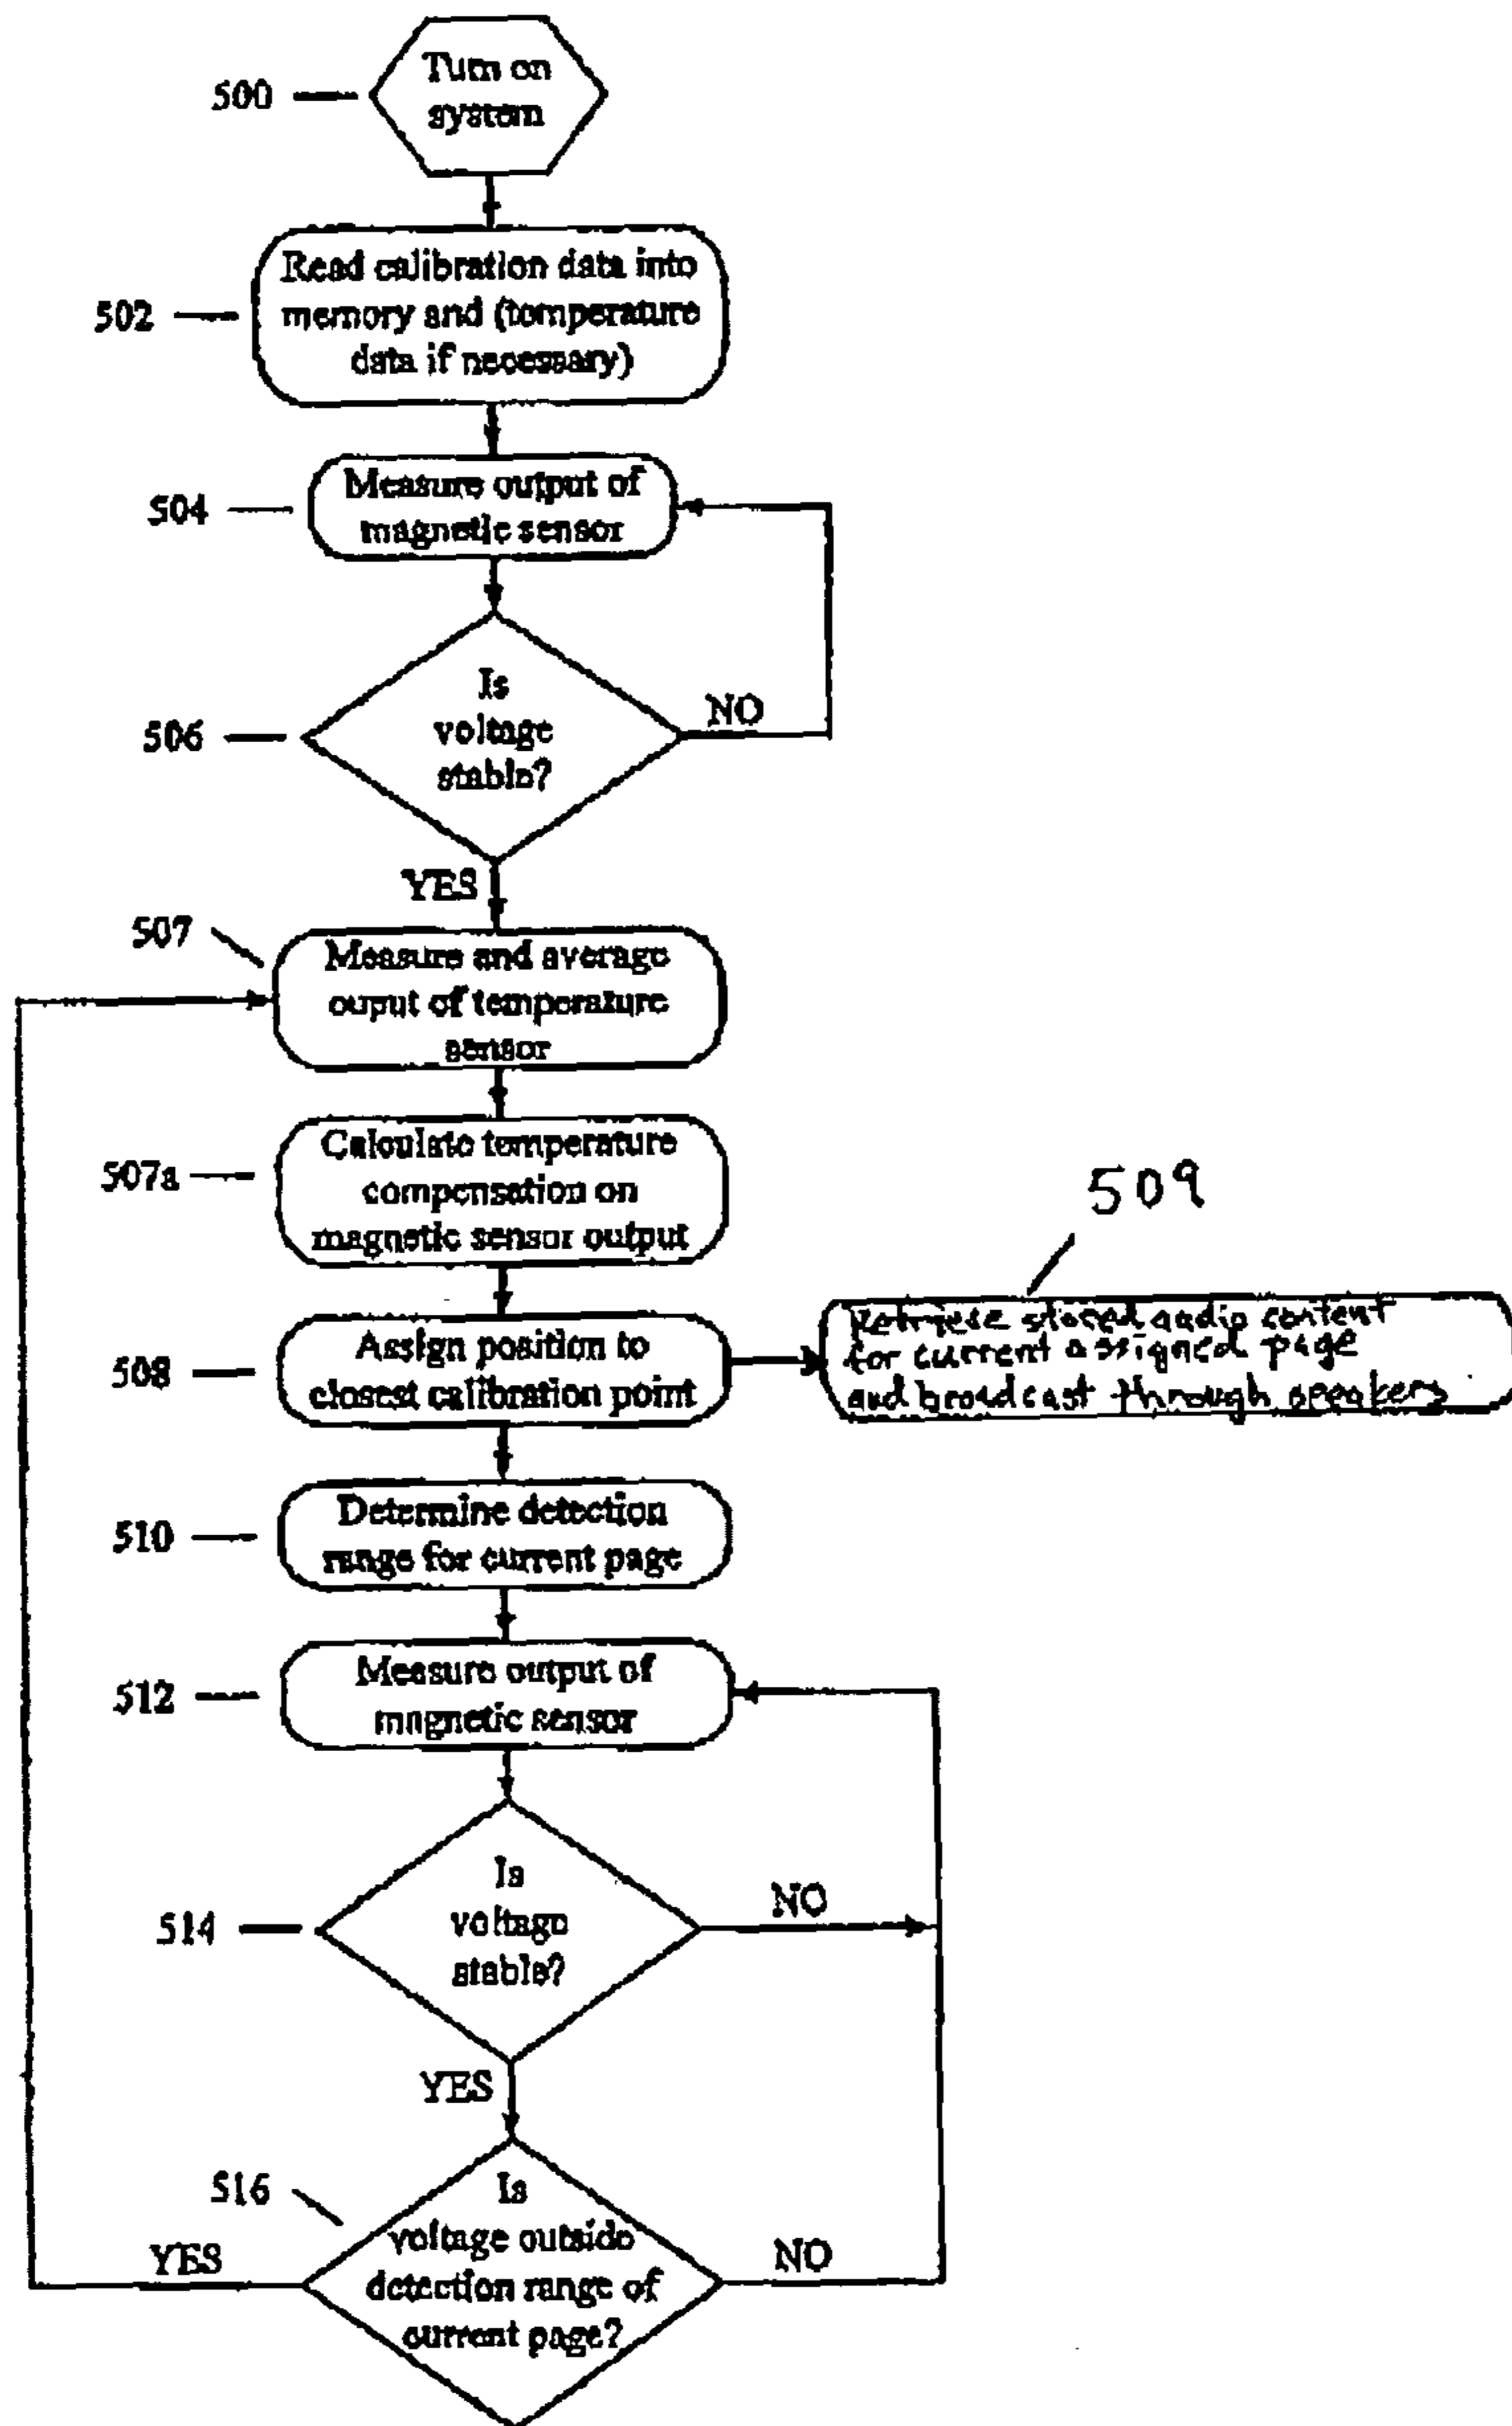 500
Turn on
system
502
Read calibration data into
memory and (temperature
data if necessary)
504
Measure output of
magnetic sensor
506
Is
voltage
stable?
NO
YES
507
Measure and average
ouput of temperature
sensor
507a
Calculate temperature
compensation on
magnetic sensor output
509
508
Assign position to
closest calibration point
Retriese stored audio content
for current assigned page
and broadcast through speakers
510
Determine detection
range for current page
512
Measure output of
magnetic sensor
514
Is
voltage
stable?
NO
YES
516
Is
voltage outside
detection range of
current page?
YES
NO